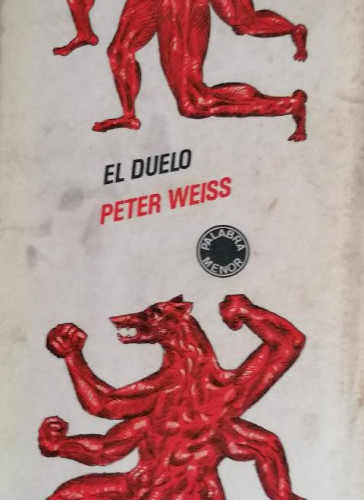 EL DUELO
PETER WEISS
PALABRA
MENOR